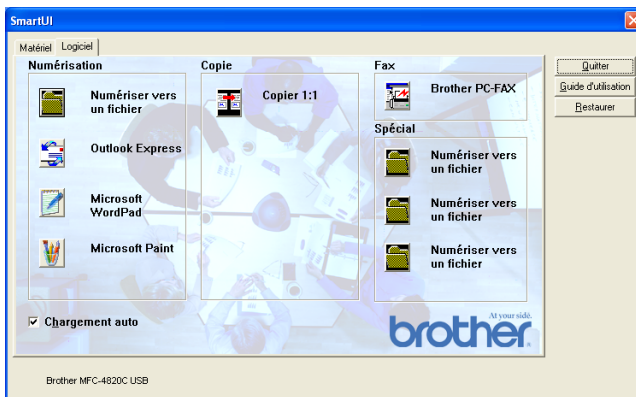 SmartUI
Matériel Logiciel
Numérisation
Numériser vers
un fichier
Outlook Express
Microsoft
WordPad
Microsoft Paint
Copie
Copier 1:1
Fax
Brother PC-FAX
Spécial
Numériser vers
un fichier
Numériser vers
un fichier
Numériser vers
un fichier
Quitter
Guide d'utilisation
Restaurer
Chargement auto
At your side.
brother.
Brother MFC-4820C USB